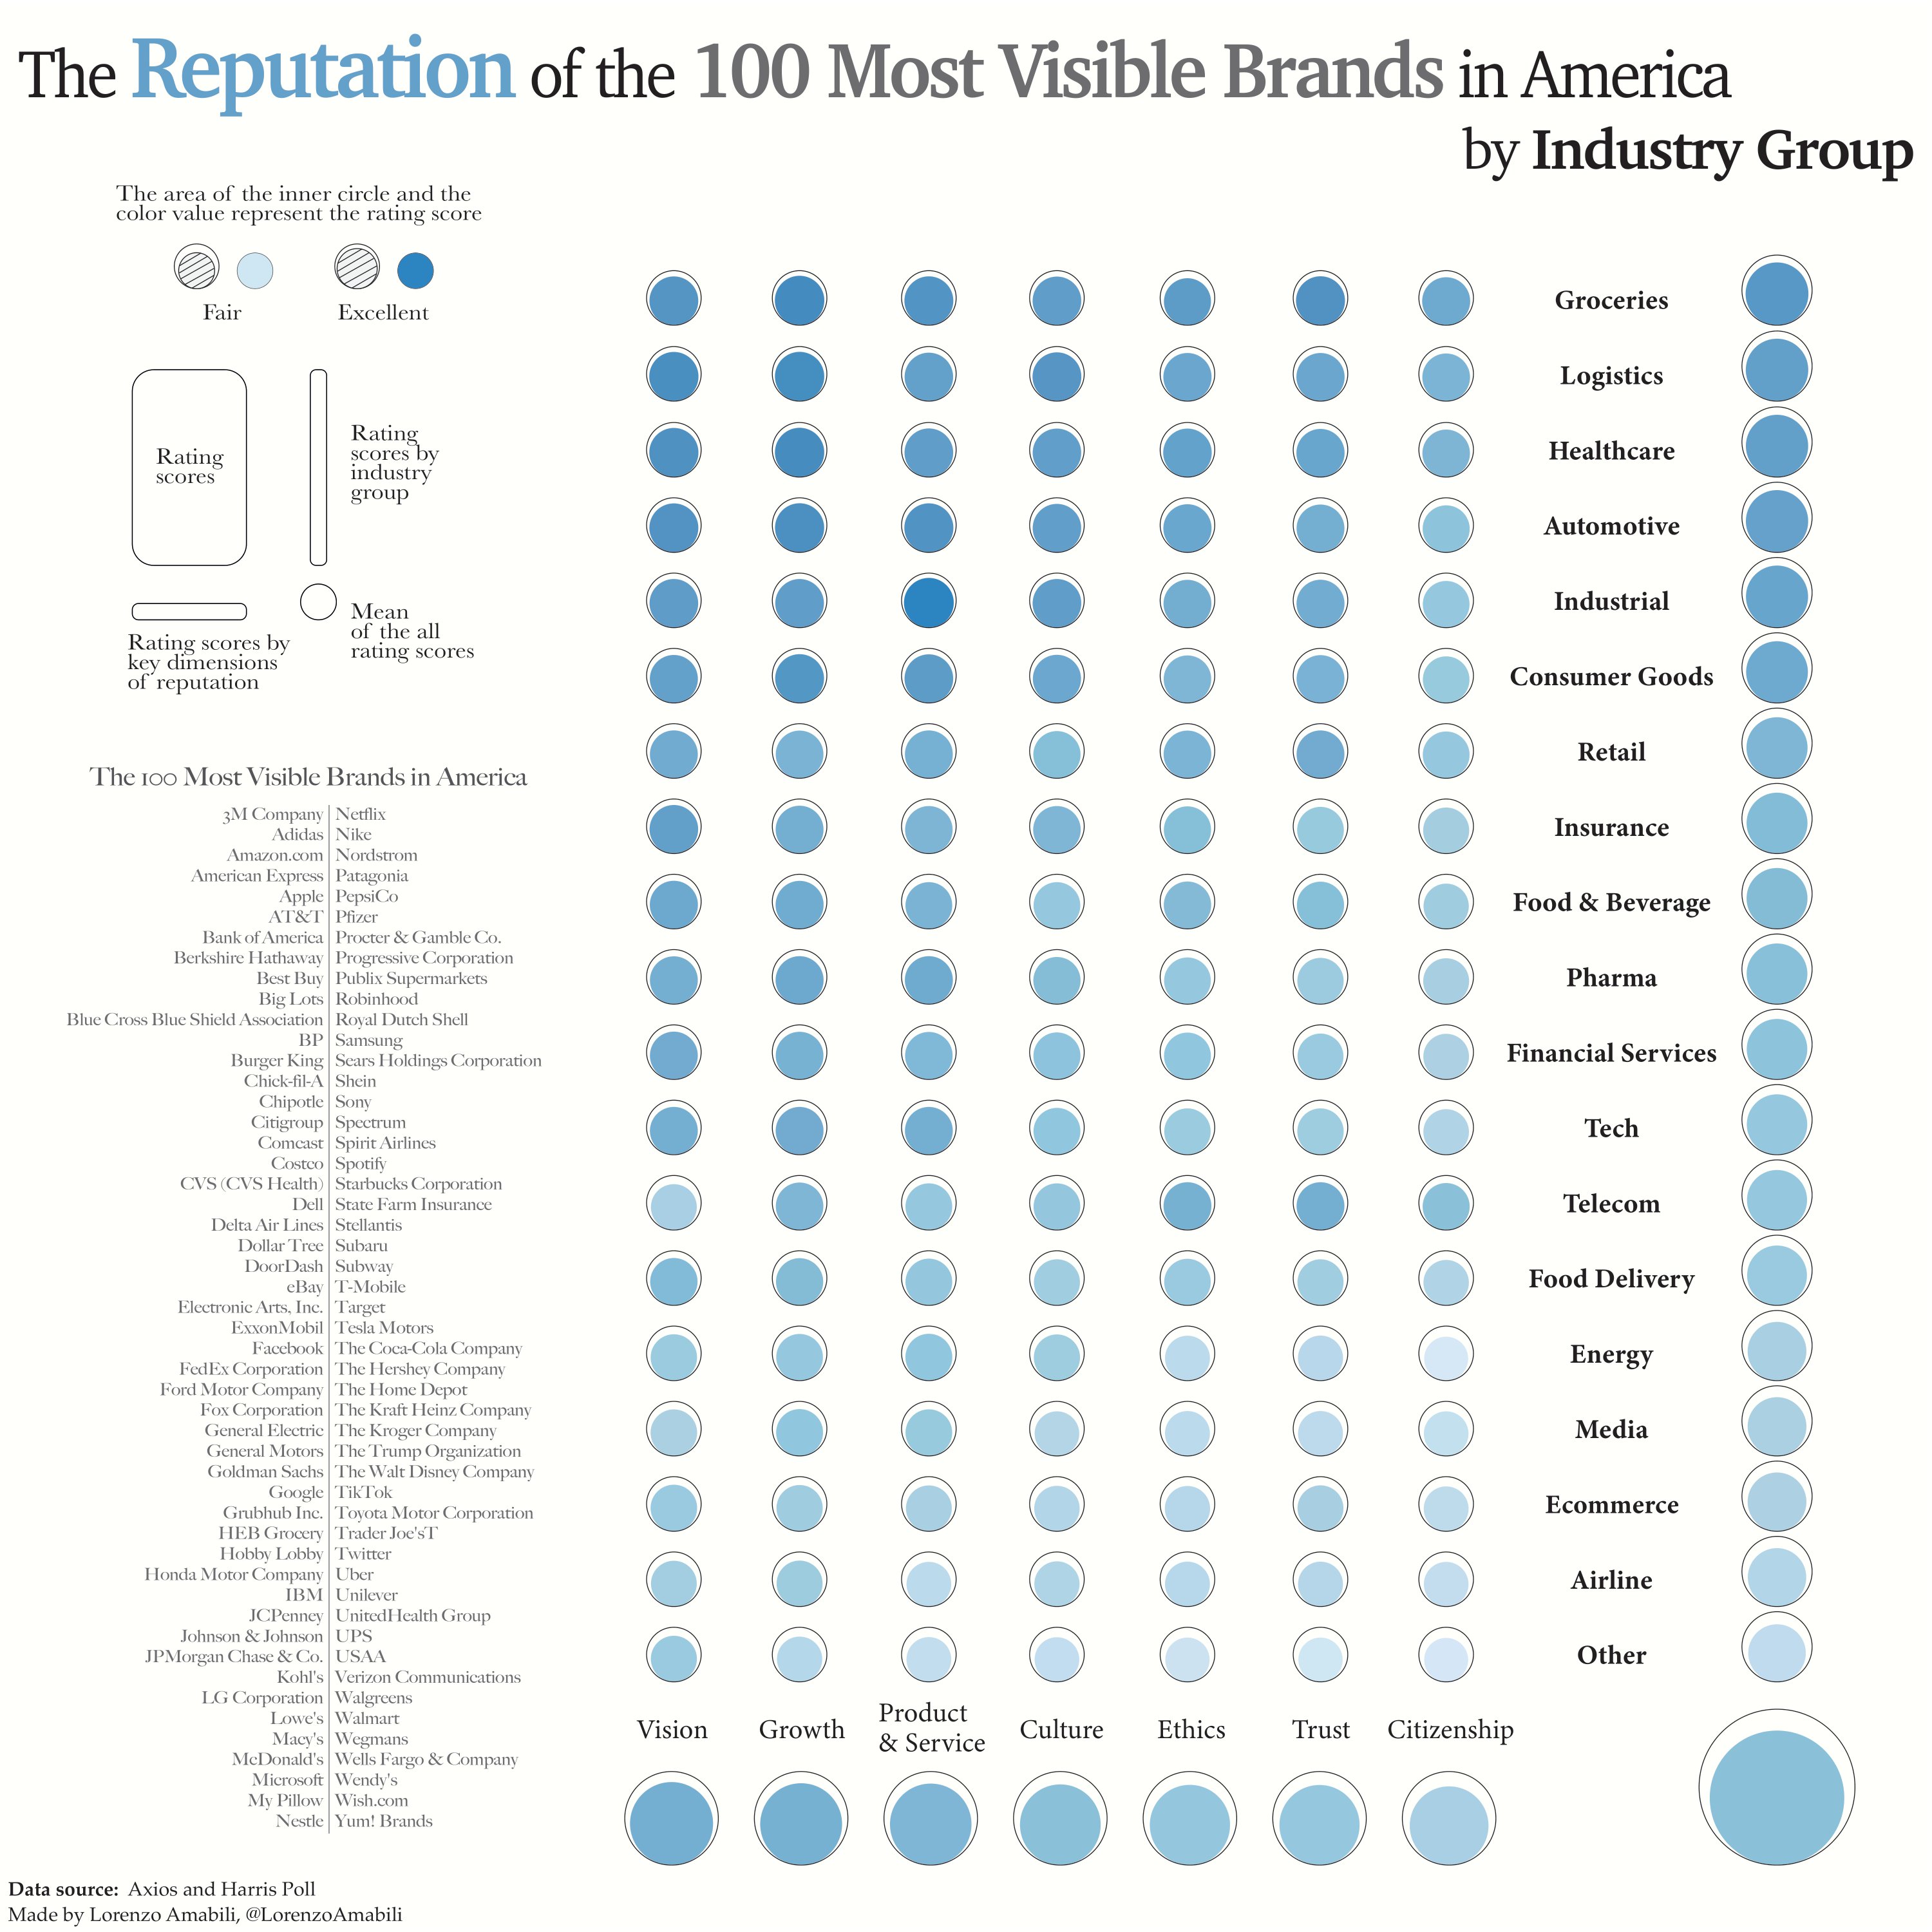 The Reputation of the 100 Most Visible Brands in America
by Industry Group
The area of the inner circle and the
color value represent the rating score
Fair
Excellent
Rating
scores
Rating
scores by
industry
group
Rating scores by
key dimensions
of reputation
Mean
of the all
rating scores
The 100 Most Visible Brands in America
3M Company | Netflix
Adidas | Nike
Amazon.com | Nordstrom
American Express | Patagonia
Apple | PepsiCo
AT&T | Pfizer
Bank of America | Procter & Gamble Co.
Berkshire Hathaway | Progressive Corporation
Best Buy | Publix Supermarkets
Big Lots | Robinhood
Blue Cross Blue Shield Association | Royal Dutch Shell
BP | Samsung
Burger King | Sears Holdings Corporation
Chick-fil-A | Shein
Chipotle | Sony
Citigroup | Spectrum
Comcast | Spirit Airlines
Costco | Spotify
CVS (CVS Health) | Starbucks Corporation
Dell | State Farm Insurance
Delta Air Lines | Stellantis
Dollar Tree | Subaru
DoorDash | Subway
eBay | T-Mobile
Electronic Arts, Inc. | Target
ExxonMobil | Tesla Motors
Facebook | The Coca-Cola Company
FedEx Corporation | The Hershey Company
Ford Motor Company | The Home Depot
Fox Corporation | The Kraft Heinz Company
General Electric | The Kroger Company
General Motors | The Trump Organization
Goldman Sachs | The Walt Disney Company
Google | TikTok
Grubhub Inc. | Toyota Motor Corporation
HEB Grocery | Trader Joe'sT
Hobby Lobby | Twitter
Honda Motor Company | Uber
IBM | Unilever
JCPenney | UnitedHealth Group
Johnson & Johnson | UPS
JPMorgan Chase & Co. | USAA
Kohl's | Verizon Communications
LG Corporation | Walgreens
Lowe's | Walmart
Macy's | Wegmans
McDonald's | Wells Fargo & Company
Microsoft | Wendy's
My Pillow | Wish.com
Nestle | Yum! Brands
Groceries
Logistics
Healthcare
Automotive
Industrial
Consumer Goods
Retail
Insurance
Food & Beverage
Pharma
Financial Services
Tech
Telecom
Food Delivery
Energy
Media
Ecommerce
Airline
Other
Vision
Growth
Product
& Service
Culture
Ethics
Trust
Citizenship
Data source: Axios and Harris Poll
Made by Lorenzo Amabili, @LorenzoAmabili